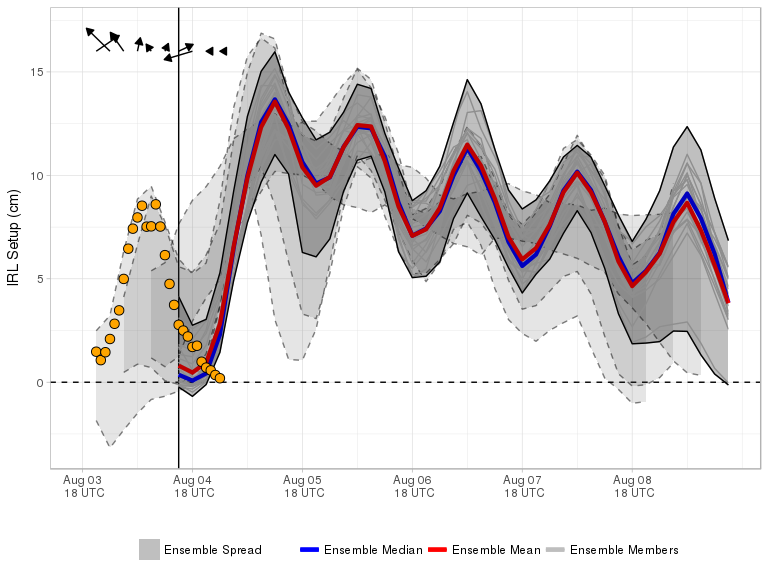 IRL Setup (cm)
15
10
5
0
Aug 03 Aug 04 Aug 05 Aug 06 Aug 07 Aug 08
18 UTC 18 UTC 18 UTC 18 UTC 18 UTC 18 UTC
Ensemble Spread Ensemble Median Ensemble Mean Ensemble Members